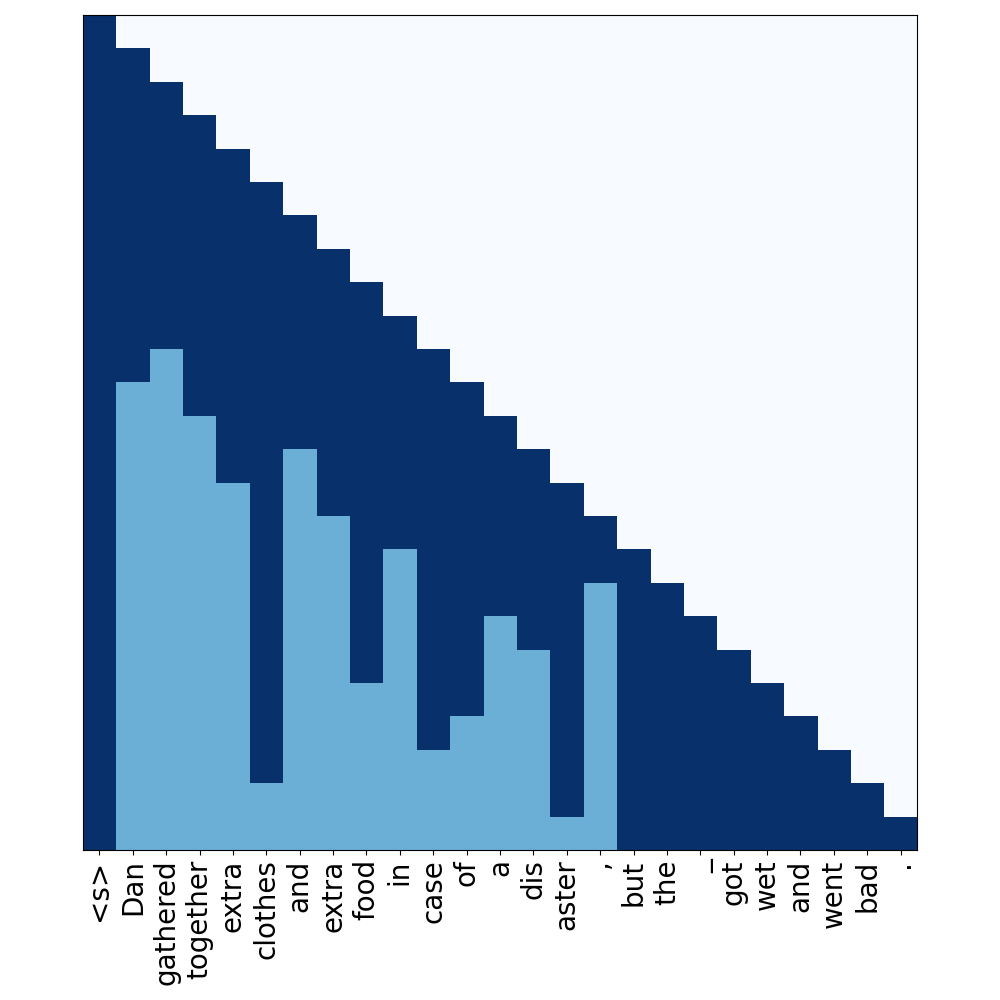 <s>
Dan
gathered
together
extra
clothes
and
extra
food
in
case
of
a
dis
aster
,
but
the
_
got
wet
and
went
bad
.